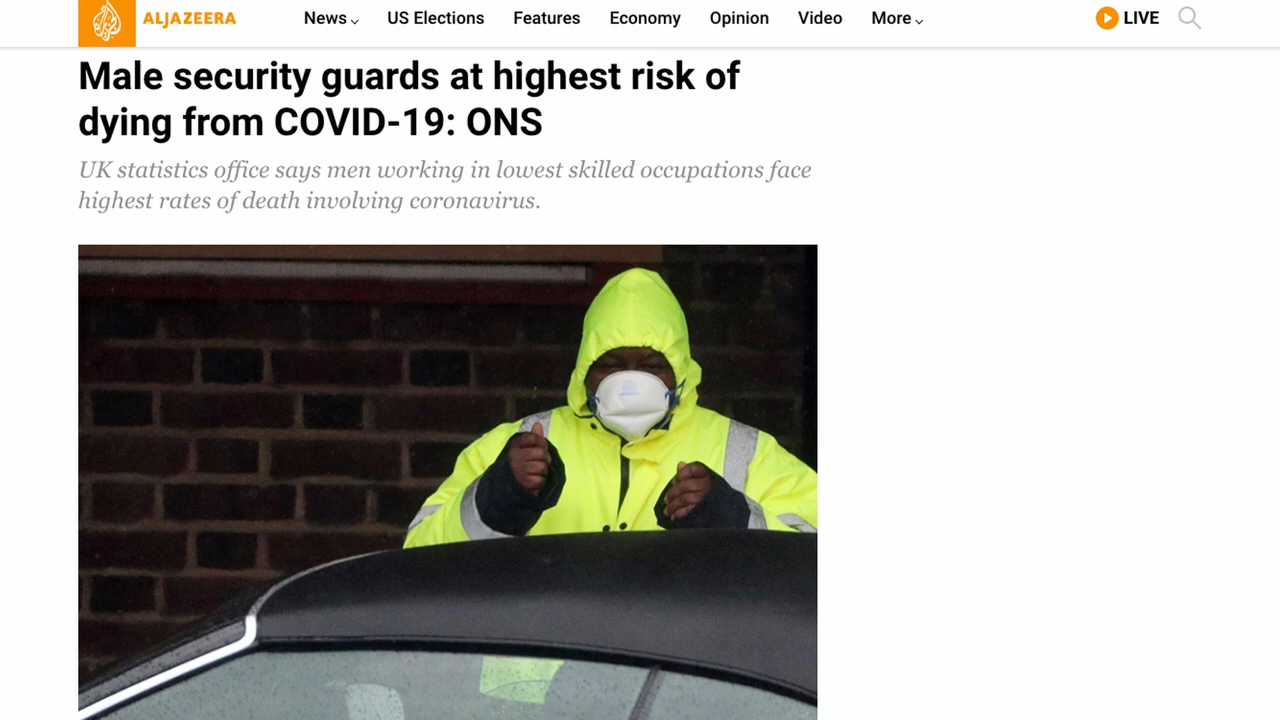 ALJAZEERA News US Elections Features Economy Opinion Video More LIVE
Male security guards at highest risk of
dying from COVID-19: ONS
UK statistics office says men working in lowest skilled occupations face
highest rates of death involving coronavirus.